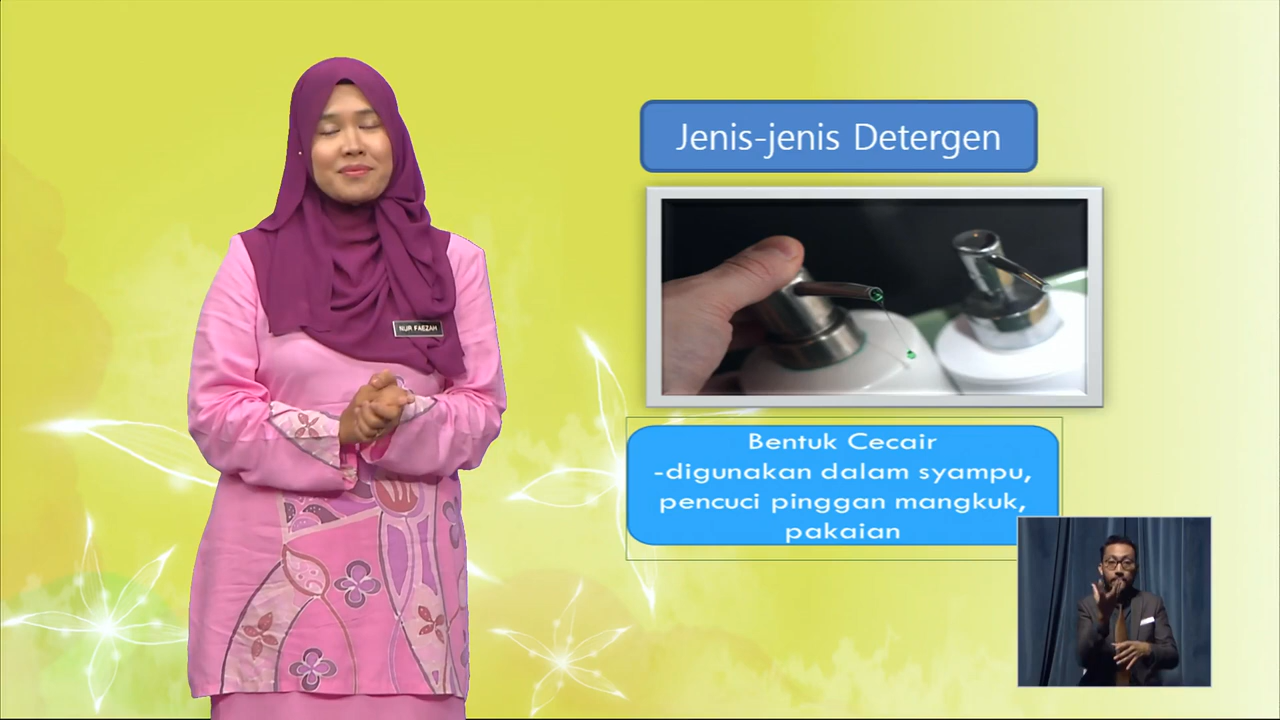 Jenis-jenis Detergen
NUR FAEZAH
Bentuk Cecair
-digunakan dalam syampu,
pencuci pinggan mangkuk,
pakaian